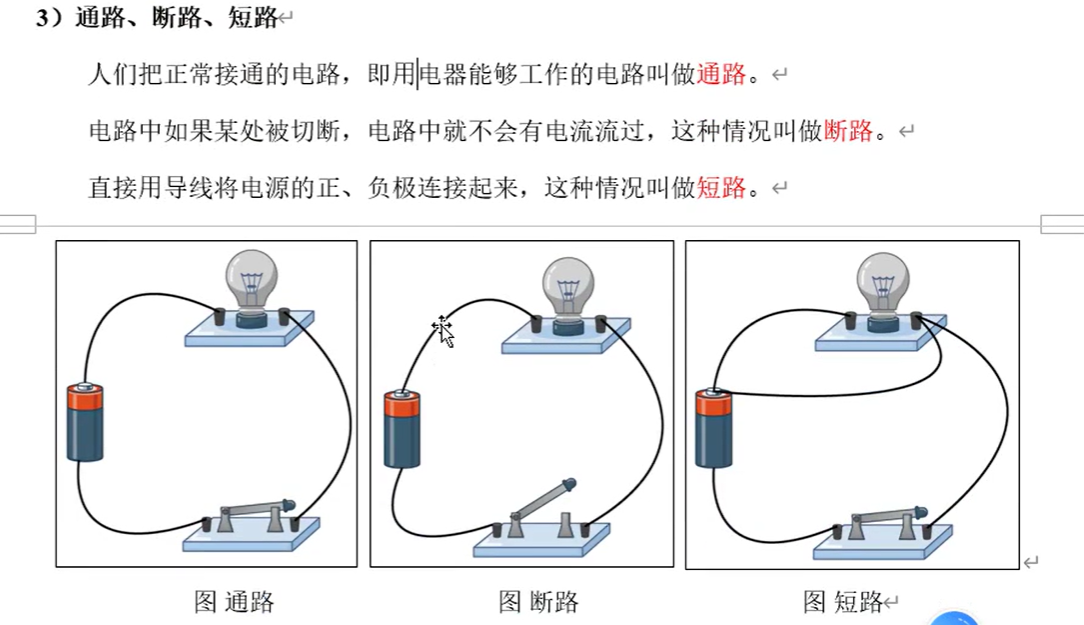 3）通路、断路、短路
人们把正常接通的电路，即用电器能够工作的电路叫做通路。
电路中如果某处被切断，电路中就不会有电流流过，这种情况叫做断路。
直接用导线将电源的正、负极连接起来，这种情况叫做短路。
图 通路
图 断路
图 短路